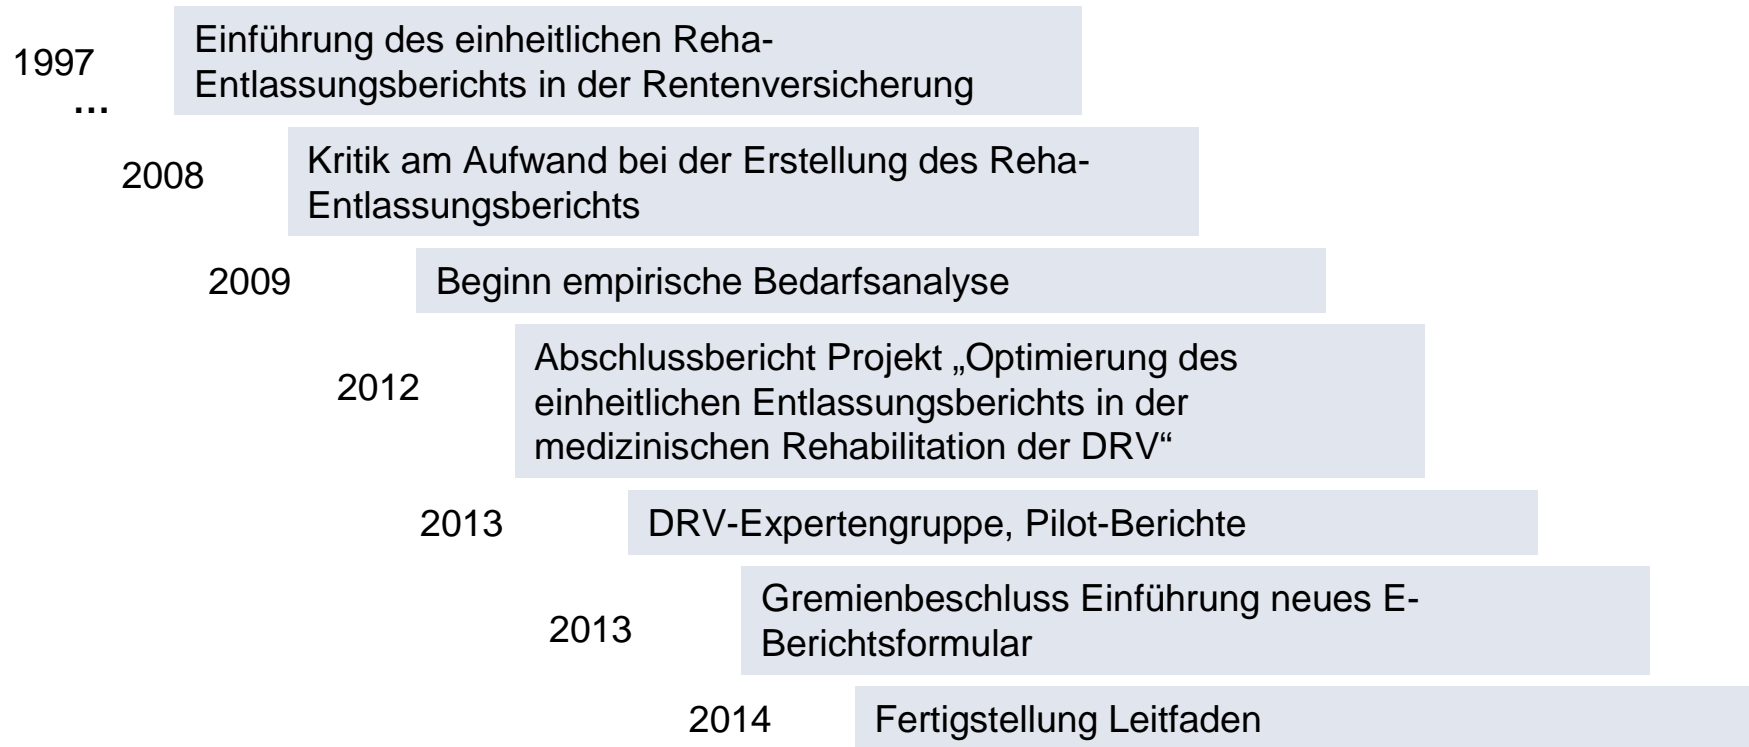 1997
...
Einführung des einheitlichen Reha-
Entlassungsberichts in der Rentenversicherung
2008
Kritik am Aufwand bei der Erstellung des Reha-
Entlassungsberichts
2009
Beginn empirische Bedarfsanalyse
2012
Abschlussbericht Projekt „Optimierung des
einheitlichen Entlassungsberichts in der
medizinischen Rehabilitation der DRV“
2013
DRV-Expertengruppe, Pilot-Berichte
2013
Gremienbeschluss Einführung neues E-
Berichtsformular
2014
Fertigstellung Leitfaden